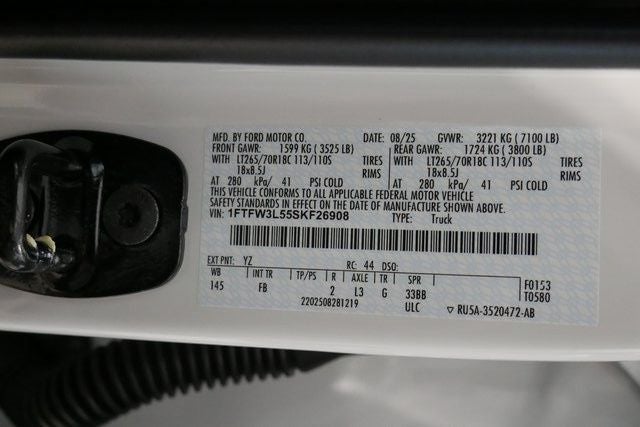 MFD. BY FORD MOTOR CO. DATE: 08/25 GVWR: 3221 KG ( 7100 LB)
FRONT GAWR: 1599 KG ( 3525 LB) REAR GAWR: 1724 KG ( 3800 LB)
WITH LT265/70R18C 113/110S TIRES WITH LT265/70R18C 113/110S TIRES
18x8.5J RIMS 18x8.5J RIMS
AT 280 kPa/ 41 PSI COLD AT 280 kPa/ 41 PSI COLD
THIS VEHICLE CONFORMS TO ALL APPLICABLE FEDERAL MOTOR VEHICLE
SAFETY STANDARDS IN EFFECT ON THE DATE OF MANUFACTURE SHOWN ABOVE.
VIN: 1FTFW3L55SKF26908 TYPE: Truck
EXT PNT: YZ RC: 44 DSO:
WB INT TR TP/PS R AXLE TR SPR F0153
145 FB 2 L3 G 33BB T0580
2202508281219 ULC RU5A-3520472-AB